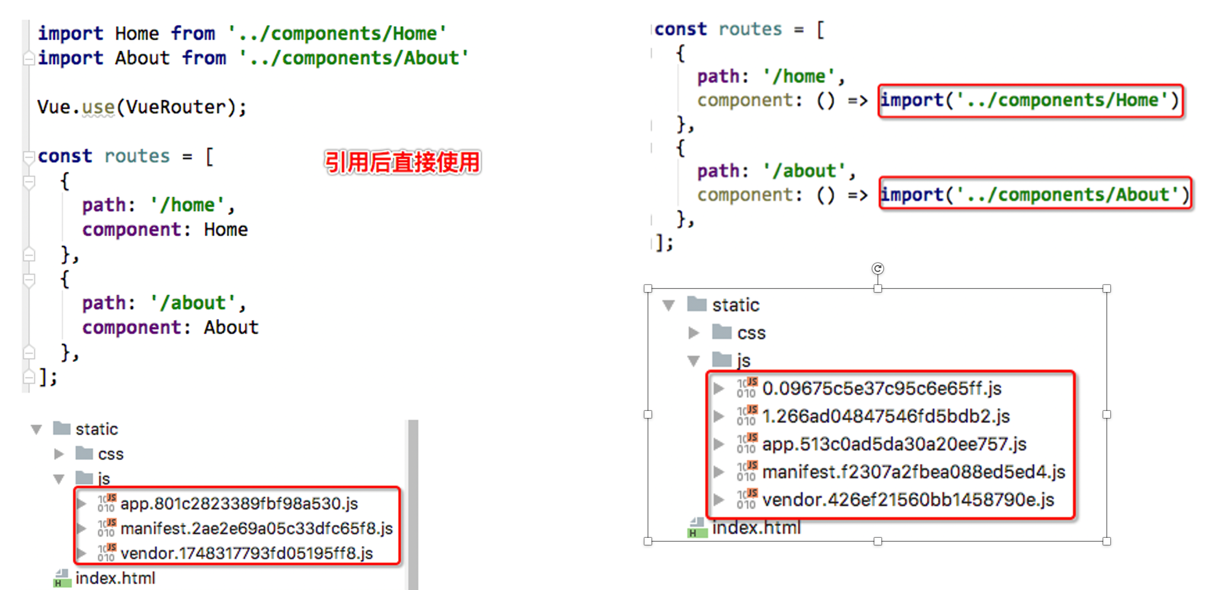 import Home from '../components/Home'
import About from '../components/About'
Vue.use(VueRouter);
const routes = [
{
path: '/home',
component: Home
},
{
path: '/about',
component: About
},
];
引用后直接使用
static
css
js
app.801c2823389fbf98a530.js
manifest.2ae2e69a05c33dfc65f8.js
vendor.1748317793fd05195ff8.js
index.html
const routes = [
{
path: '/home',
component: () => import('../components/Home')
},
{
path: '/about',
component: () => import('../components/About')
},
];
static
css
js
0.09675c5e37c95c6e65ff.js
1.266ad04847546fd5bdb2.js
app.513c0ad5da30a20ee757.js
manifest.f2307a2fbea088ed5ed4.js
vendor.426ef21560bb1458790e.js
index.html